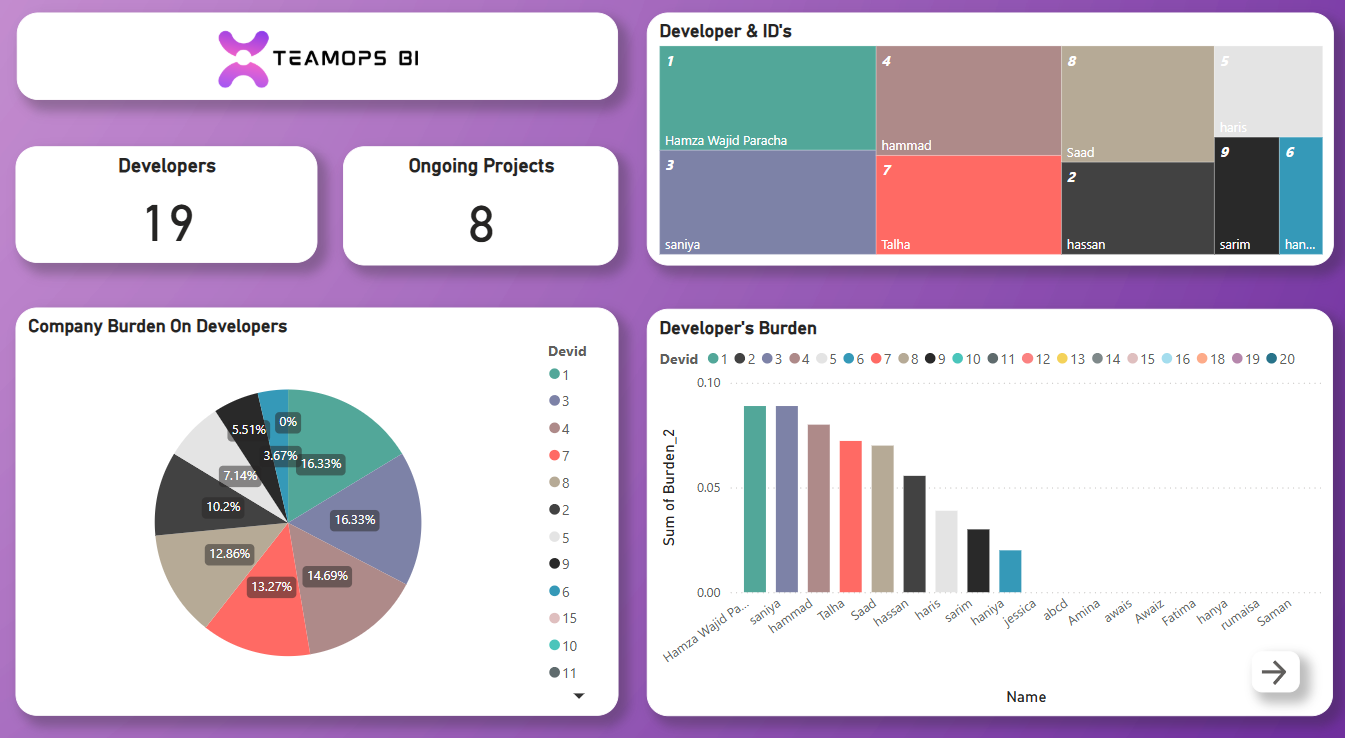 TEAMOPS BI
Developers
19
Ongoing Projects
8
Developer & ID's
1
Hamza Wajid Paracha
3
saniya
4
hammad
7
Talha
8
Saad
2
hassan
5
haris
9
sarim
6
han...
Company Burden On Developers
Devid
1
3
4
7
8
2
5
9
6
15
10
11
0%
16.33%
16.33%
14.69%
13.27%
12.86%
10.2%
7.14%
5.51%
3.67%
Developer's Burden
Devid 1 2 3 4 5 6 7 8 9 10 11 12 13 14 15 16 18 19 20
0.10
0.05
0.00
Sum of Burden_2
Hamza Wajid Pa...
saniya
hammad
Talha
Saad
hassan
haris
sarim
haniya
jessica
abcd
Amina
awais
Awaiz
Fatima
hanya
rumaisa
Saman
Name